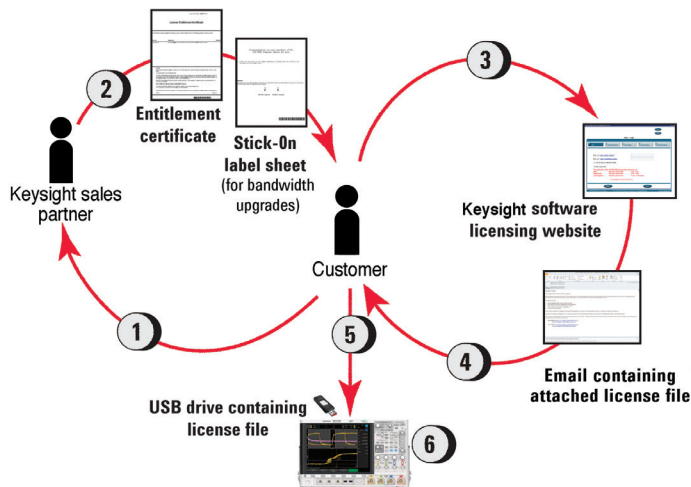 2
Entitlement
certificate
Stick-On
label sheet
(for bandwidth
upgrades)
3
Keysight sales
partner
Keysight software
licensing website
Customer
1
5
4
Email containing
attached license file
USB drive containing
license file
6